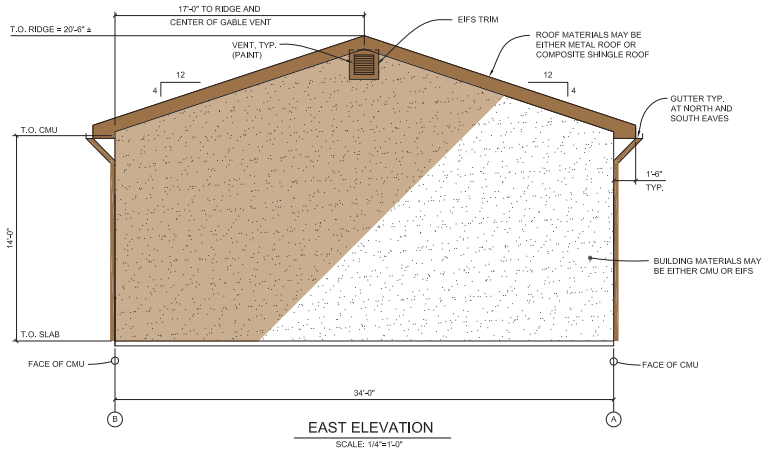 17'-0" TO RIDGE AND
CENTER OF GABLE VENT
EIFS TRIM
T.O. RIDGE = 20'-6" ±
VENT, TYP.
(PAINT)
ROOF MATERIALS MAY BE
EITHER METAL ROOF OR
COMPOSITE SHINGLE ROOF
12
4
12
4
GUTTER TYP.
AT NORTH AND
SOUTH EAVES
T.O. CMU
1'-6"
TYP.
14'-0"
BUILDING MATERIALS MAY
BE EITHER CMU OR EIFS
T.O. SLAB
FACE OF CMU
FACE OF CMU
34'-0"
B
A
EAST ELEVATION
SCALE: 1/4"=1'-0"